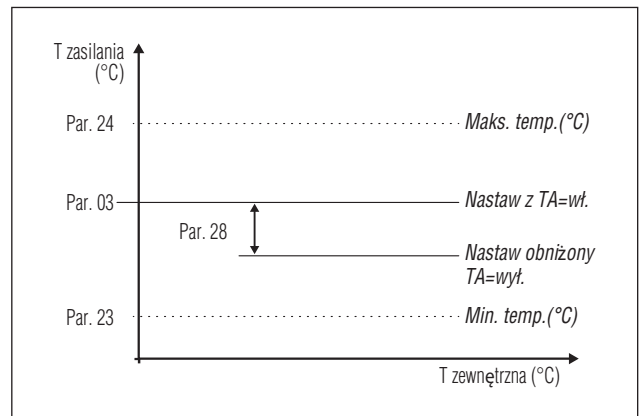 T zasilania
(°C)
Par. 24
Maks. temp.(°C)
Par. 03
Nastaw z TA=wł.
Par. 28
Nastaw obniżony
TA=wył.
Par. 23
Min. temp.(°C)
T zewnętrzna (°C)